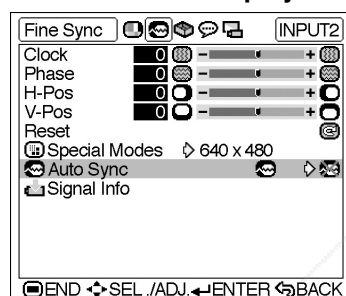 Fine Sync INPUT2
Clock 0 - +
Phase 0 - +
H-Pos 0 - +
V-Pos 0 - +
Reset
Special Modes 640 x 480
Auto Sync
Signal Info
END SEL./ADJ. ENTER BACK